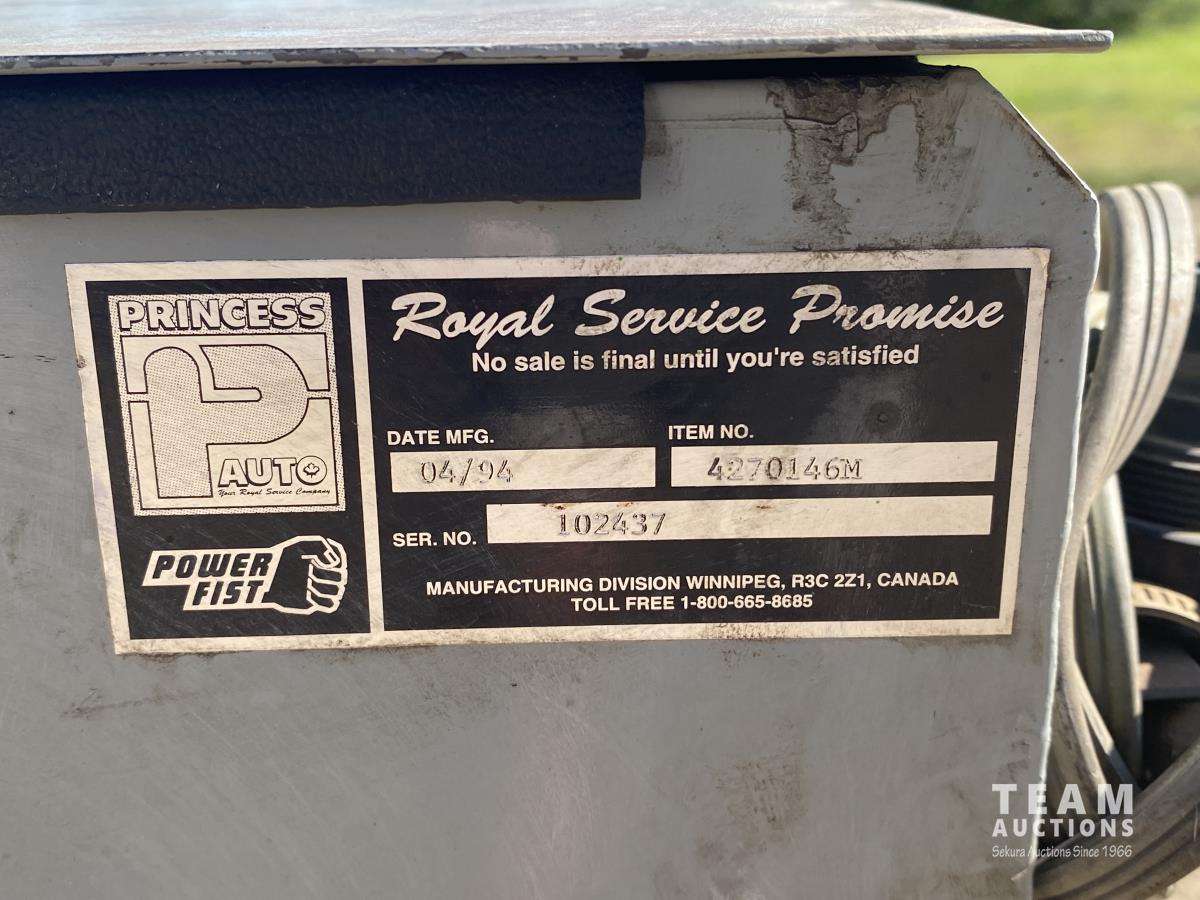 PRINCESS
P
AUTO
Your Royal Service Company
POWER
FIST
Royal Service Promise
No sale is final until you're satisfied
DATE MFG.
04/94
ITEM NO.
4270146M
SER. NO.
102437
MANUFACTURING DIVISION WINNIPEG, R3C 2Z1, CANADA
TOLL FREE 1-800-665-8685
TEAM
AUCTIONS
Sekura Auctions Since 1966